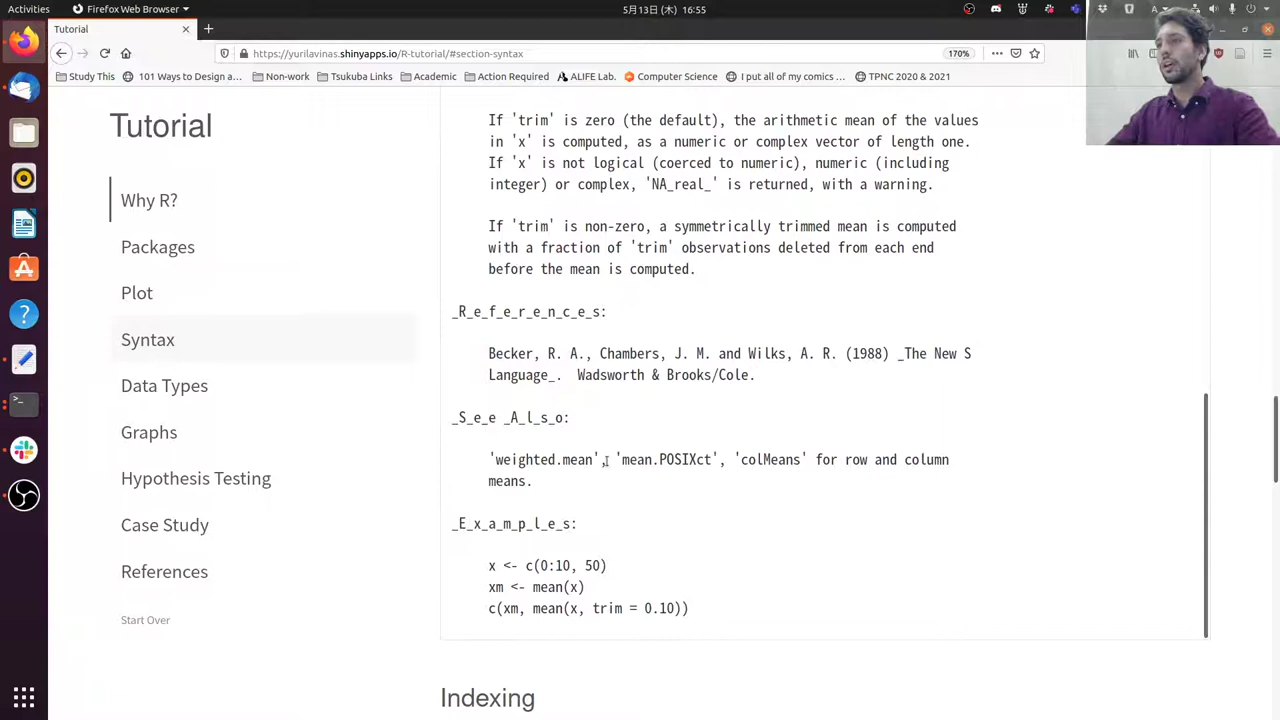 Activities
Firefox Web Browser
5月13日 (木) 16:55
Tutorial
https://yurilavinas.shinyapps.io/R-tutorial/#section-syntax
170%
Study This
101 Ways to Design a...
Non-work
Tsukuba Links
Academic
Action Required
ALIFE Lab.
Computer Science
I put all of my comics ...
TPNC 2020 & 2021
Tutorial
Why R?
Packages
Plot
Syntax
Data Types
Graphs
Hypothesis Testing
Case Study
References
Start Over
If 'trim' is zero (the default), the arithmetic mean of the values
in 'x' is computed, as a numeric or complex vector of length one.
If 'x' is not logical (coerced to numeric), numeric (including
integer) or complex, 'NA_real_' is returned, with a warning.
If 'trim' is non-zero, a symmetrically trimmed mean is computed
with a fraction of 'trim' observations deleted from each end
before the mean is computed.
_R_e_f_e_r_e_n_c_e_s:
Becker, R. A., Chambers, J. M. and Wilks, A. R. (1988) _The New S
Language_. Wadsworth & Brooks/Cole.
_S_e_e _A_l_s_o:
'weighted.mean', 'mean.POSIXct', 'colMeans' for row and column
means.
_E_x_a_m_p_l_e_s:
x <- c(0:10, 50)
xm <- mean(x)
c(xm, mean(x, trim = 0.10))
Indexing